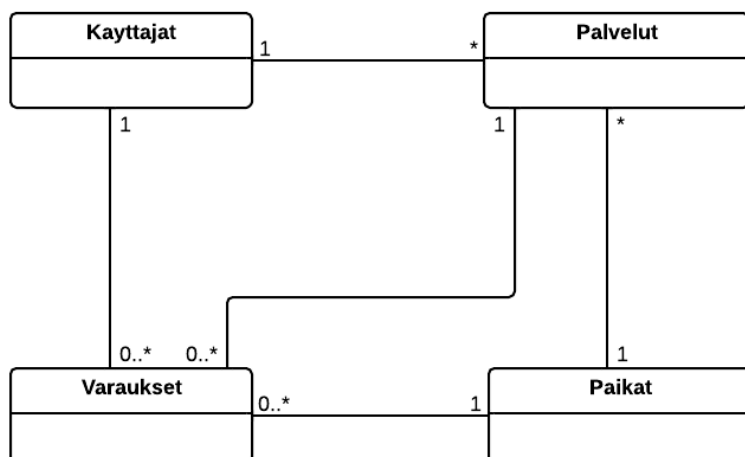 Kayttajat
Palvelut
1
*
1
1
*
0..*
0..*
1
Varaukset
0..*
1
Paikat